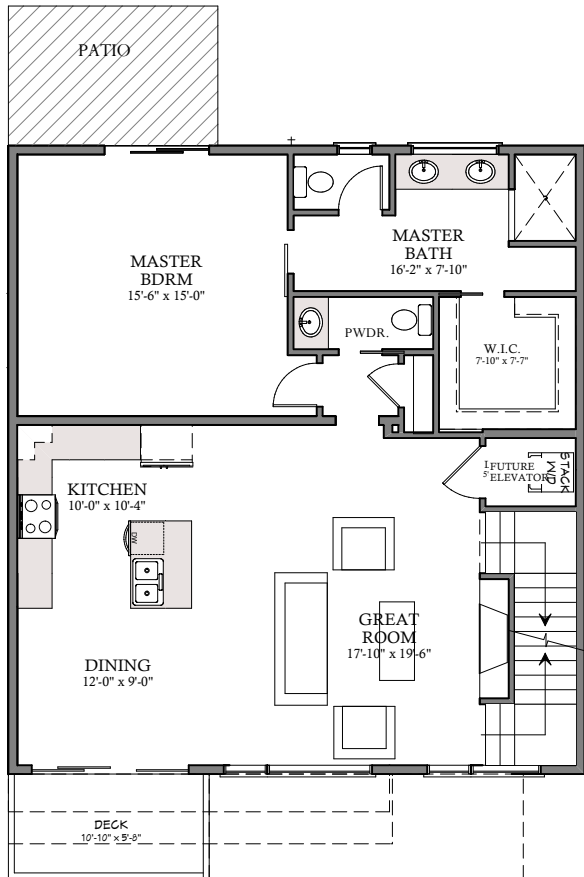 PATIO
MASTER
BDRM
15'-6" x 15'-0"
MASTER
BATH
16'-2" x 7'-10"
PWDR.
W.I.C.
7'-10" x 7'-7"
FUTURE
ELEVATOR
STACK
W/D
KITCHEN
10'-0" x 10'-4"
DW
GREAT
ROOM
17'-10" x 19'-6"
DINING
12'-0" x 9'-0"
DECK
10'-10" x 5'-8"